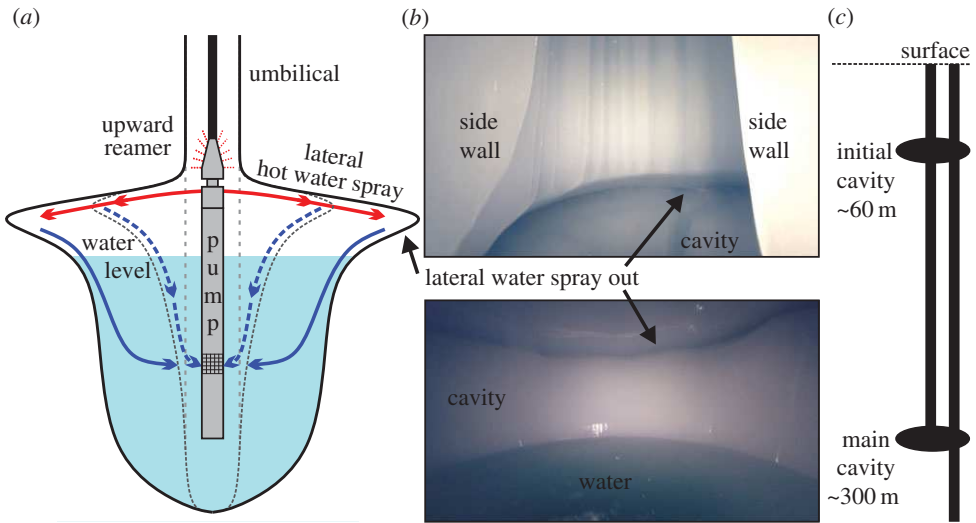 (a)
umbilical
upward
reamer
lateral
hot water spray
water
level
pump
(b)
side
wall
side
wall
cavity
lateral water spray out
cavity
water
(c)
surface
initial
cavity
~60 m
main
cavity
~300 m